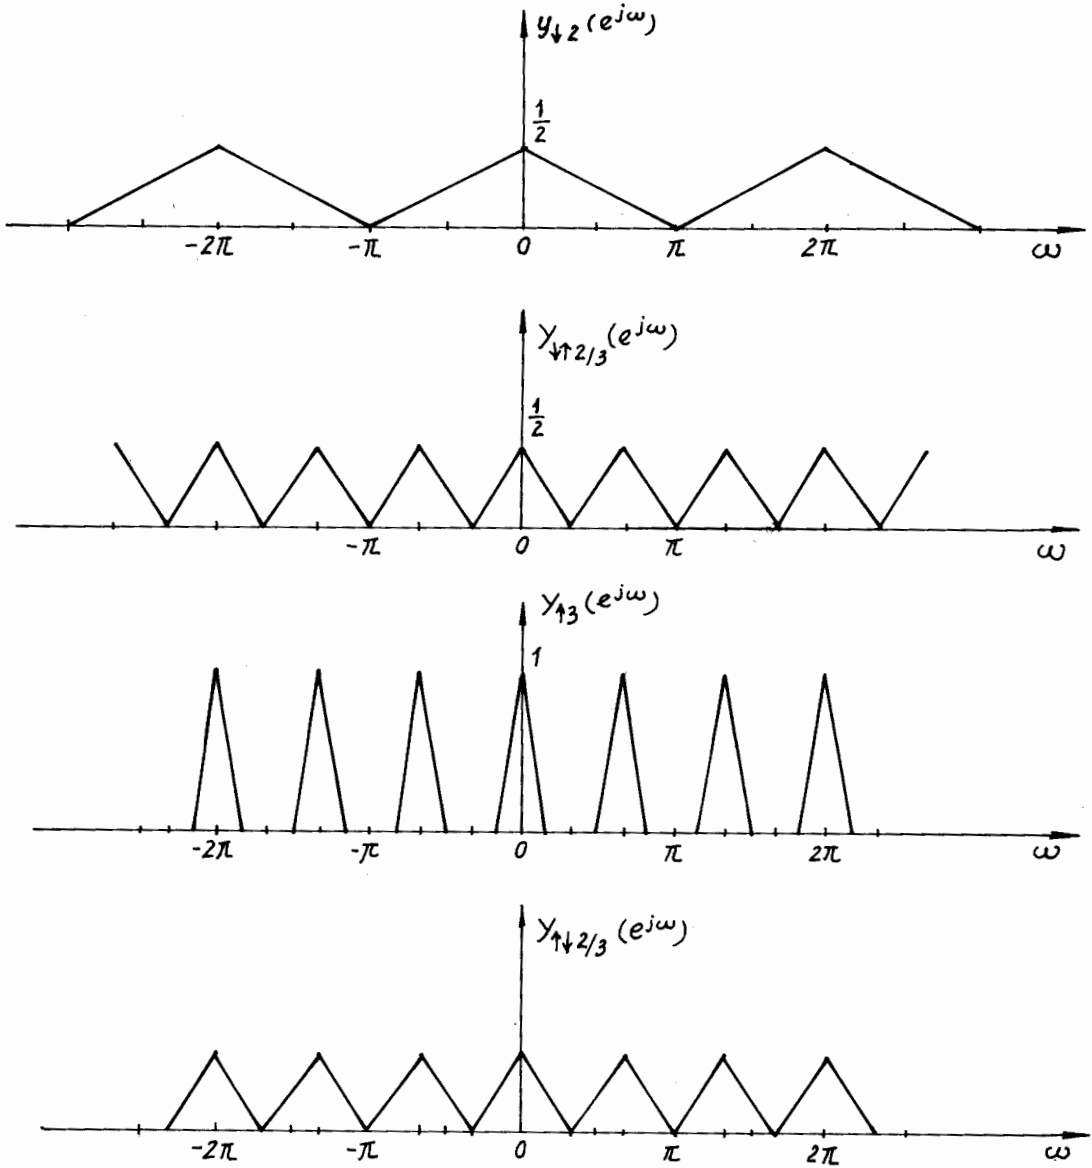 y↓2 (e^jω)
1/2
-2π -π 0 π 2π ω
Y↓↑2/3 (e^jω)
1/2
-π 0 π ω
Y↑3 (e^jω)
1
-2π -π 0 π 2π ω
Y↑↓2/3 (e^jω)
-2π -π 0 π 2π ω